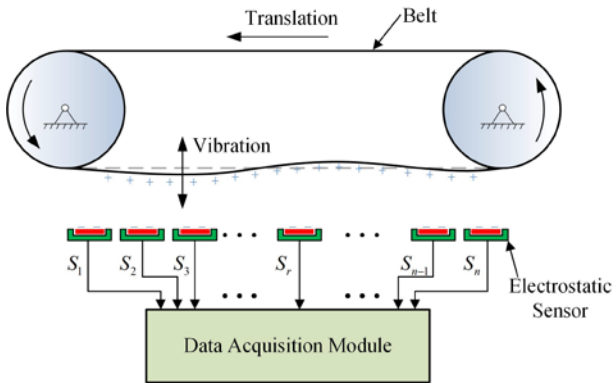 Translation
Belt
Vibration
S1 S2 S3 Sr Sn−1 Sn
Electrostatic
Sensor
Data Acquisition Module